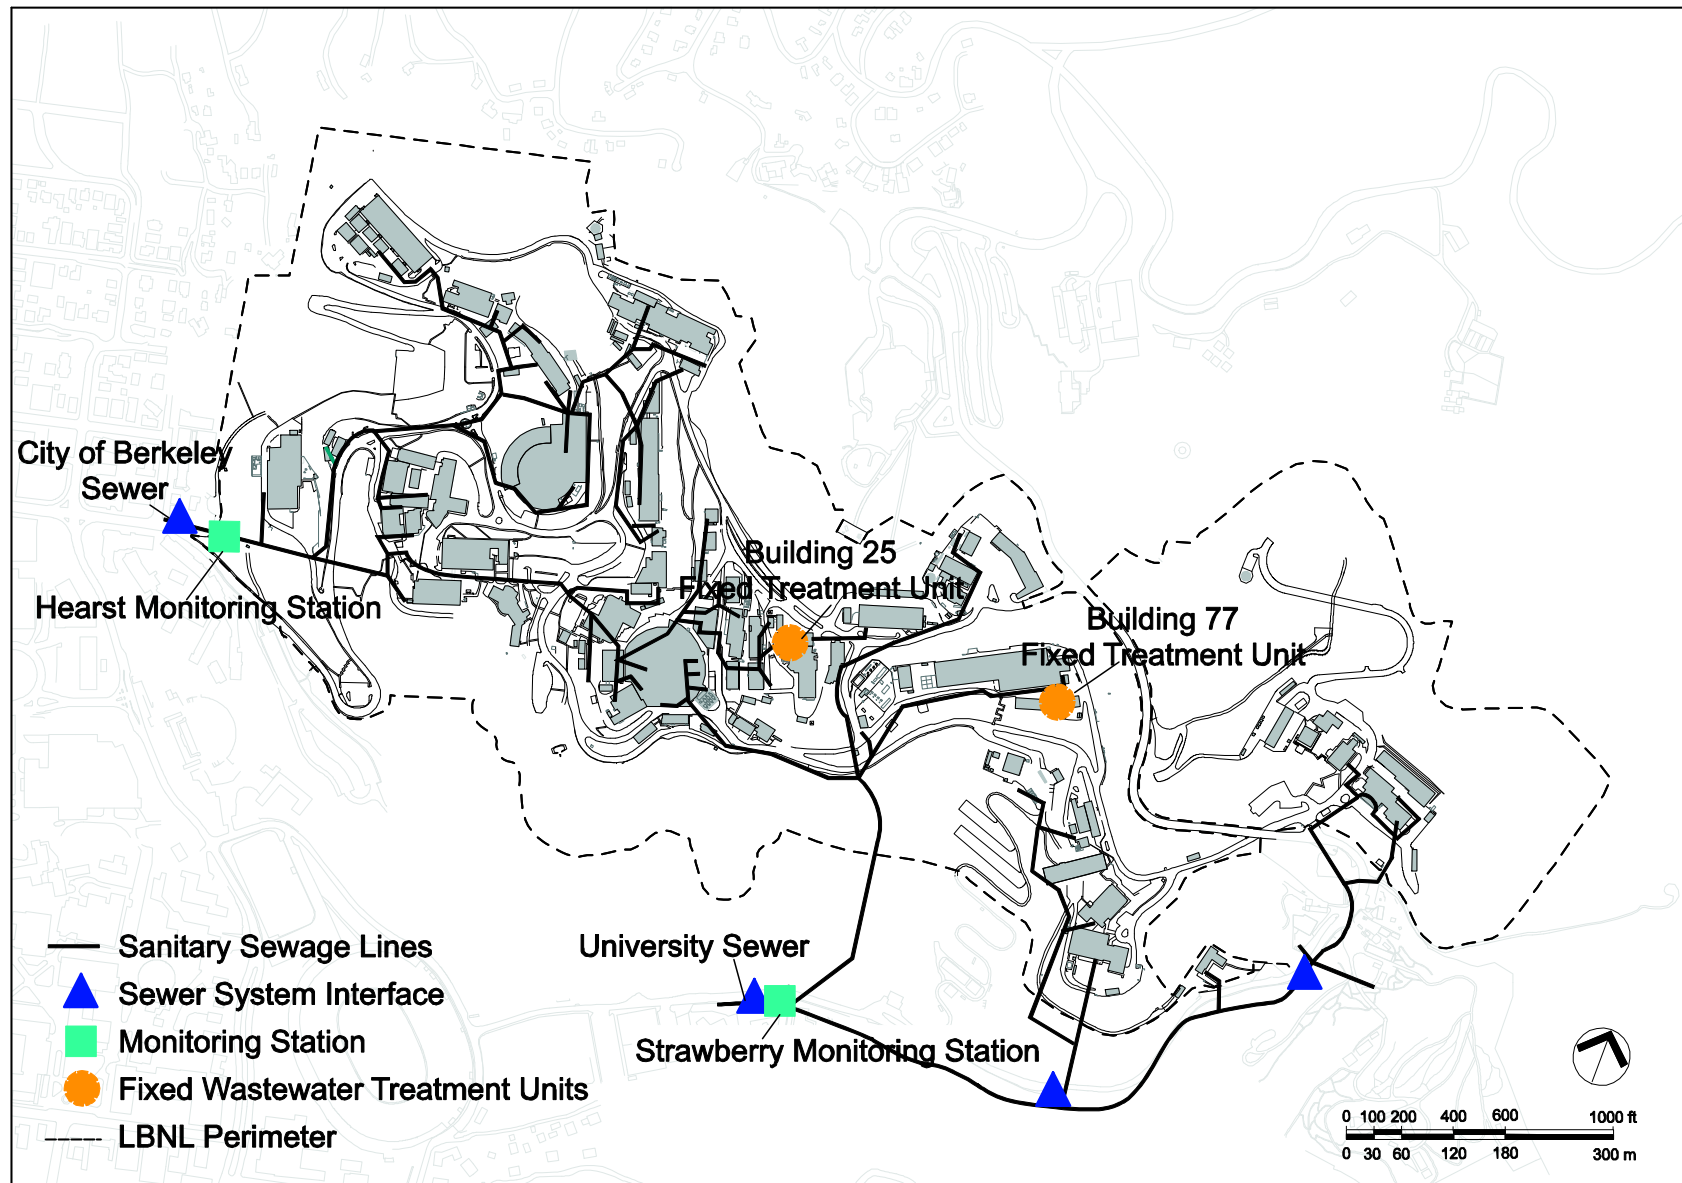 City of Berkeley
Sewer
Hearst Monitoring Station
Building 25
Fixed Treatment Unit
Building 77
Fixed Treatment Unit
University Sewer
Strawberry Monitoring Station
Sanitary Sewage Lines
Sewer System Interface
Monitoring Station
Fixed Wastewater Treatment Units
LBNL Perimeter
0 100 200 400 600 1000 ft
0 30 60 120 180 300 m